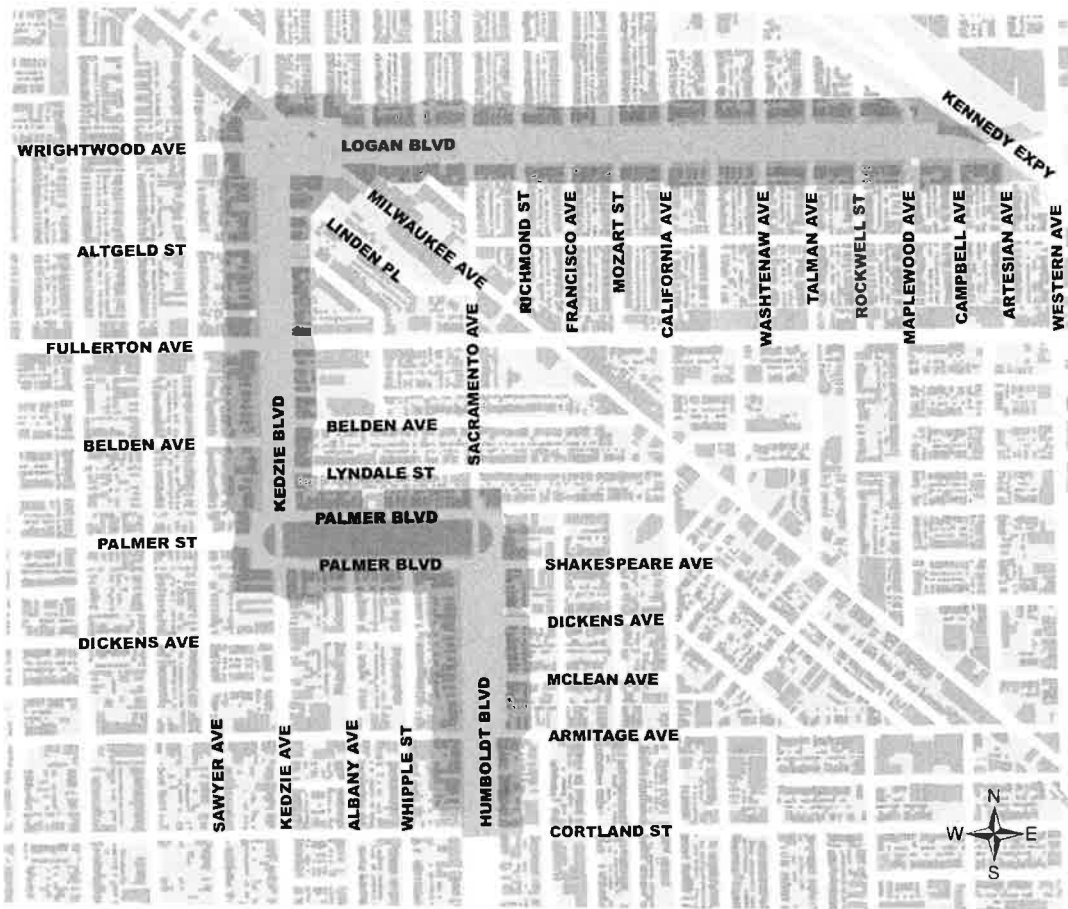 KENNEDY EXPY
WRIGHTWOOD AVE
LOGAN BLVD
MILWAUKEE AVE
LINDEN PL
ALTGELD ST
RICHMOND ST
FRANCISCO AVE
MOZART ST
CALIFORNIA AVE
WASHTENAW AVE
TALMAN AVE
ROCKWELL ST
MAPLEWOOD AVE
CAMPBELL AVE
ARTESIAN AVE
WESTERN AVE
FULLERTON AVE
SACRAMENTO AVE
KEDZIE BLVD
BELDEN AVE
BELDEN AVE
LYNDALE ST
PALMER BLVD
PALMER ST
PALMER BLVD
SHAKESPEARE AVE
DICKENS AVE
DICKENS AVE
MCLEAN AVE
ARMITAGE AVE
SAWYER AVE
KEDZIE AVE
ALBANY AVE
WHIPPLE ST
HUMBOLDT BLVD
CORTLAND ST
N
W E
S